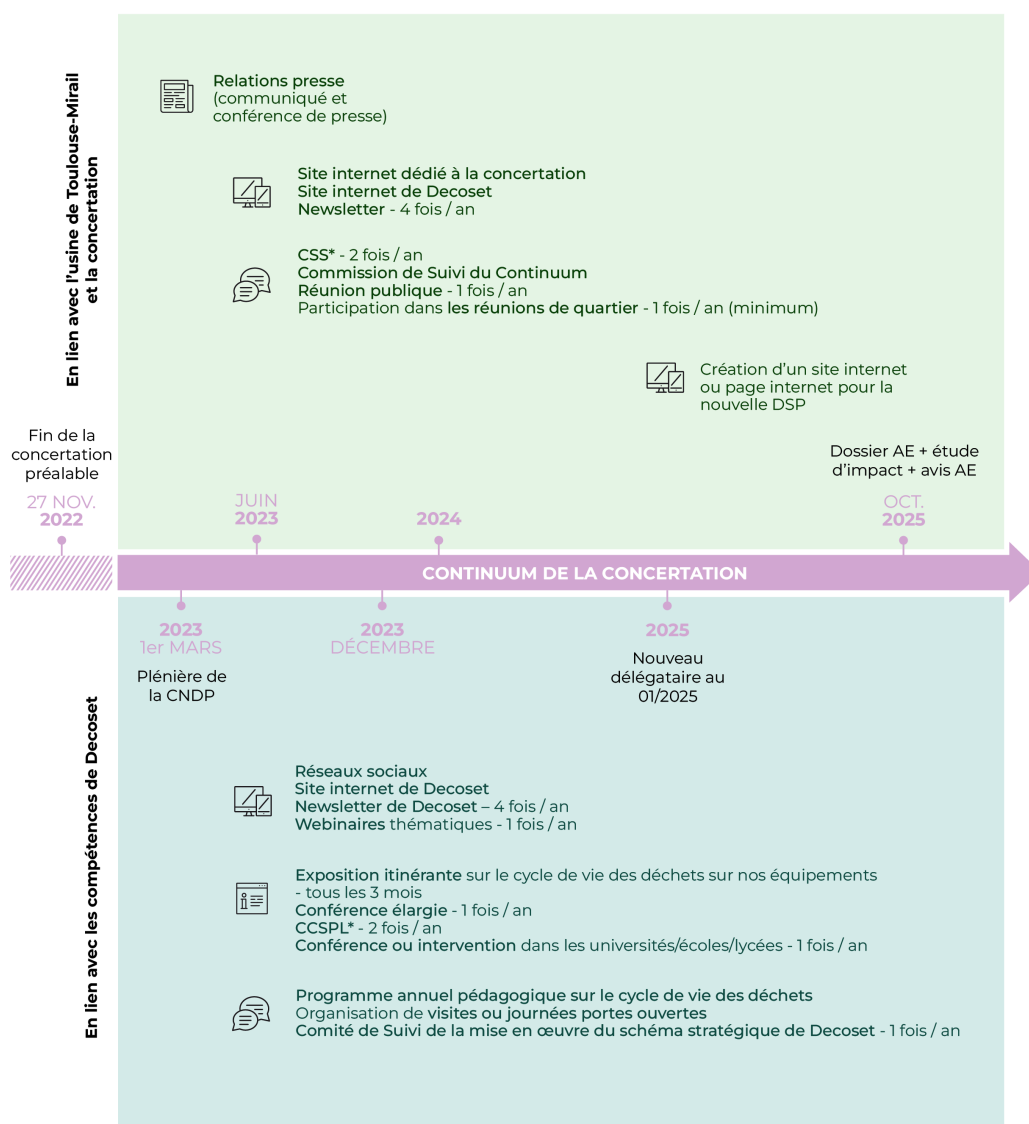 En lien avec l'usine de Toulouse-Mirail
et la concertation
Relations presse
(communiqué et
conférence de presse)
Site internet dédié à la concertation
Site internet de Decoset
Newsletter - 4 fois / an
CSS* - 2 fois / an
Commission de Suivi du Continuum
Réunion publique - 1 fois / an
Participation dans les réunions de quartier - 1 fois / an (minimum)
Création d'un site internet
ou page internet pour la
nouvelle DSP
Fin de la
concertation
préalable
27 NOV.
2022
JUIN
2023
2024
Dossier AE + étude
d'impact + avis AE
OCT.
2025
CONTINUUM DE LA CONCERTATION
2023
1er MARS
Plénière de
la CNDP
2023
DÉCEMBRE
2025
Nouveau
délégataire au
01/2025
En lien avec les compétences de Decoset
Réseaux sociaux
Site internet de Decoset
Newsletter de Decoset – 4 fois / an
Webinaires thématiques - 1 fois / an
Exposition itinérante sur le cycle de vie des déchets sur nos équipements
- tous les 3 mois
Conférence élargie - 1 fois / an
CCSPL* - 2 fois / an
Conférence ou intervention dans les universités/écoles/lycées - 1 fois / an
Programme annuel pédagogique sur le cycle de vie des déchets
Organisation de visites ou journées portes ouvertes
Comité de Suivi de la mise en œuvre du schéma stratégique de Decoset - 1 fois / an